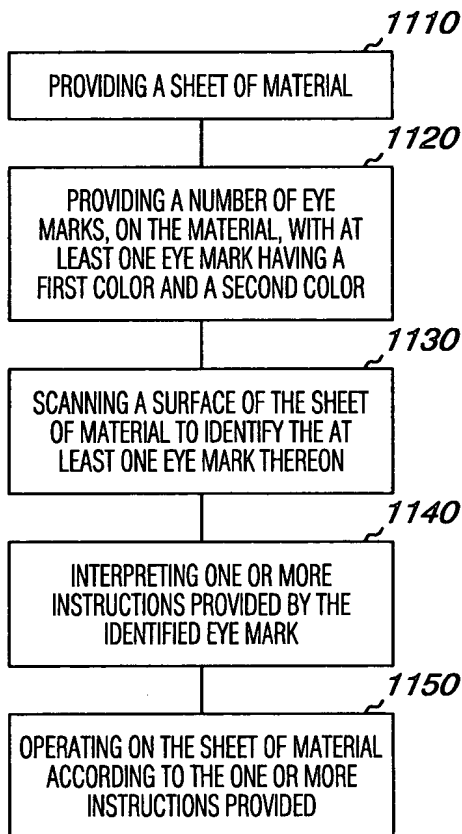 1110
PROVIDING A SHEET OF MATERIAL
1120
PROVIDING A NUMBER OF EYE
MARKS, ON THE MATERIAL, WITH AT
LEAST ONE EYE MARK HAVING A
FIRST COLOR AND A SECOND COLOR
1130
SCANNING A SURFACE OF THE SHEET
OF MATERIAL TO IDENTIFY THE AT
LEAST ONE EYE MARK THEREON
1140
INTERPRETING ONE OR MORE
INSTRUCTIONS PROVIDED BY THE
IDENTIFIED EYE MARK
1150
OPERATING ON THE SHEET OF MATERIAL
ACCORDING TO THE ONE OR MORE
INSTRUCTIONS PROVIDED